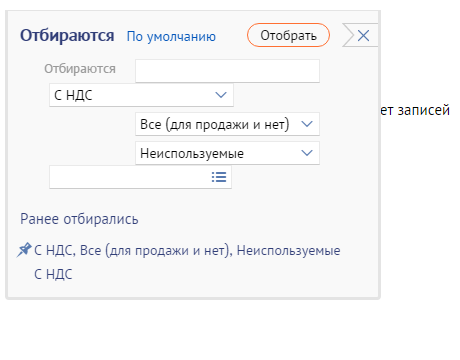 Отбираются По умолчанию Отобрать
Отбираются
С НДС
ет записей
Все (для продажи и нет)
Неиспользуемые
Ранее отбирались
С НДС, Все (для продажи и нет), Неиспользуемые
С НДС